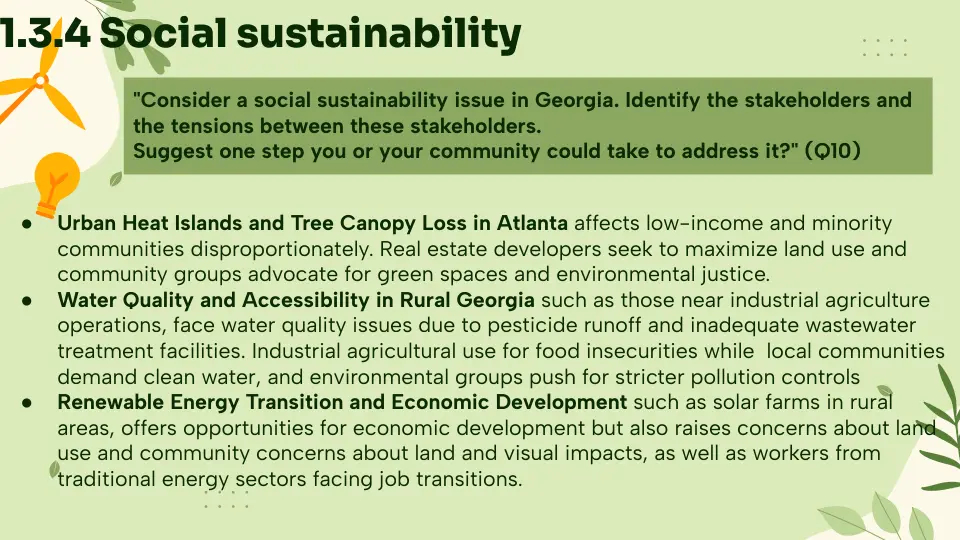 1.3.4 Social sustainability
"Consider a social sustainability issue in Georgia. Identify the stakeholders and
the tensions between these stakeholders.
Suggest one step you or your community could take to address it?" (Q10)
● Urban Heat Islands and Tree Canopy Loss in Atlanta affects low-income and minority
communities disproportionately. Real estate developers seek to maximize land use and
community groups advocate for green spaces and environmental justice.
● Water Quality and Accessibility in Rural Georgia such as those near industrial agriculture
operations, face water quality issues due to pesticide runoff and inadequate wastewater
treatment facilities. Industrial agricultural use for food insecurities while  local communities
demand clean water, and environmental groups push for stricter pollution controls
● Renewable Energy Transition and Economic Development such as solar farms in rural
areas, offers opportunities for economic development but also raises concerns about land
use and community concerns about land and visual impacts, as well as workers from
traditional energy sectors facing job transitions.